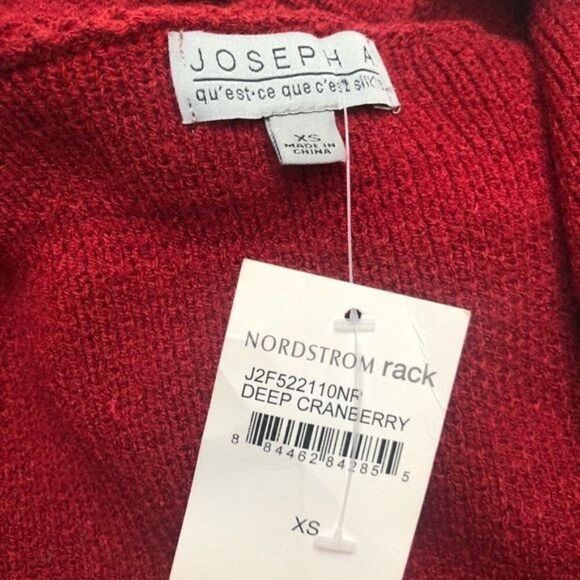 JOSEPH A
qu'est-ce que c'est silk
XS
MADE IN
CHINA
NORDSTROM rack
J2F522110NR
DEEP CRANBERRY
8 84462 84285 5
XS